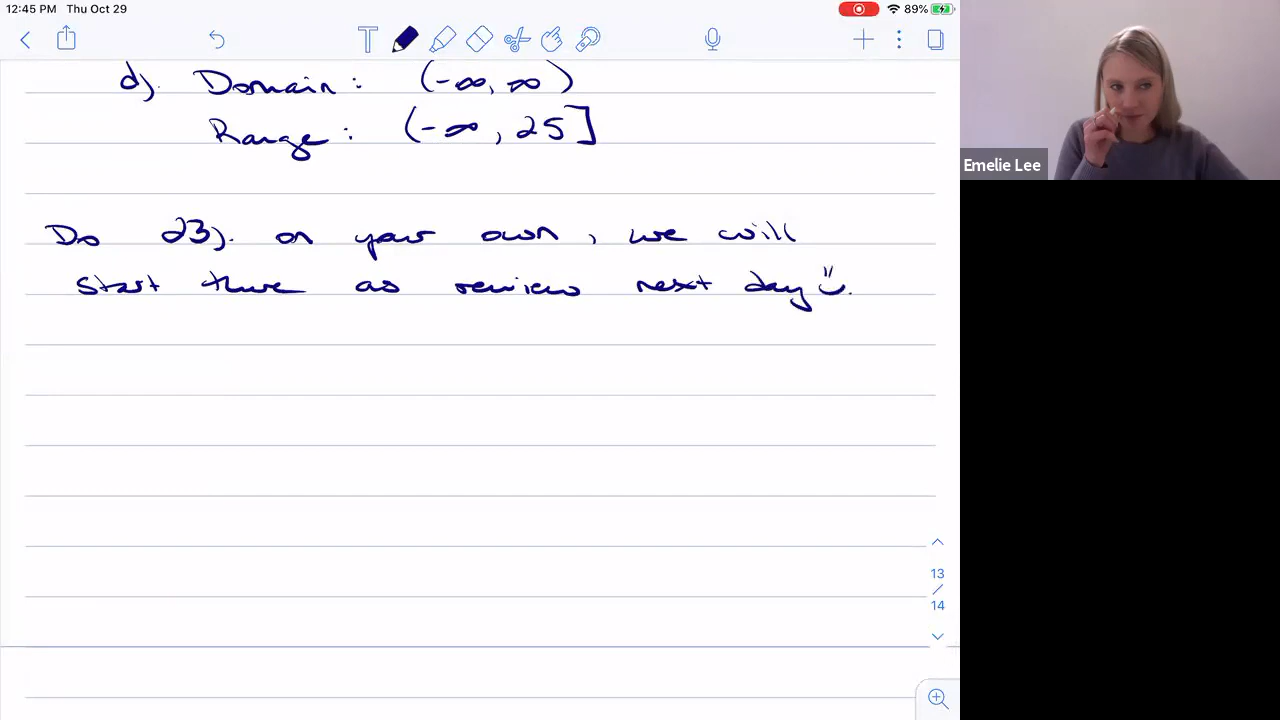 12:45 PM Thu Oct 29
89%
T
d). Domain : (-∞, ∞)
Range : (-∞, 25]
Emelie Lee
Do 23). on your own, we will
start there as review next day
13
/
14